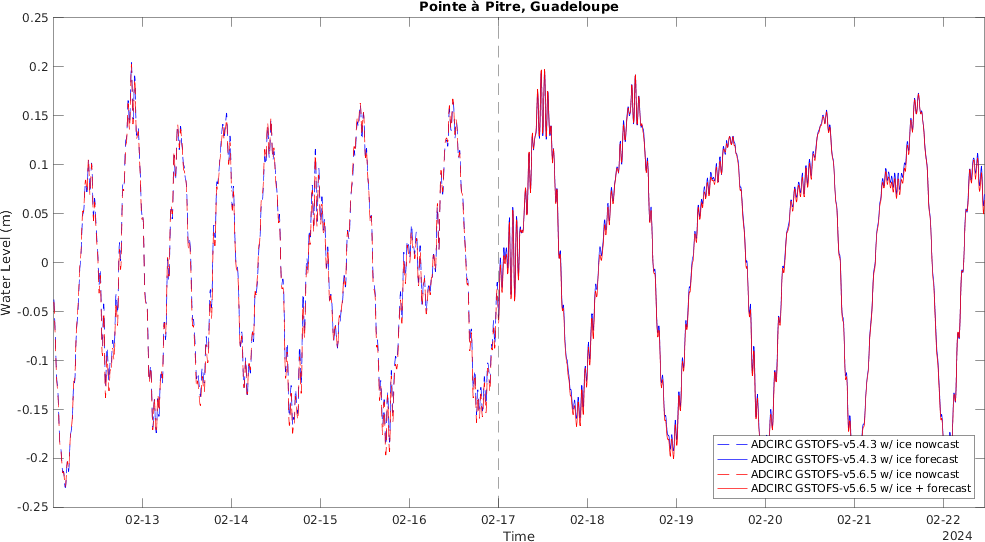 Pointe à Pitre, Guadeloupe
0.25
0.2
0.15
0.1
0.05
0
-0.05
-0.1
-0.15
-0.2
-0.25
Water Level (m)
ADCIRC GSTOFS-v5.4.3 w/ ice nowcast
ADCIRC GSTOFS-v5.4.3 w/ ice forecast
ADCIRC GSTOFS-v5.6.5 w/ ice nowcast
ADCIRC GSTOFS-v5.6.5 w/ ice + forecast
02-13 02-14 02-15 02-16 02-17 02-18 02-19 02-20 02-21 02-22
Time
2024